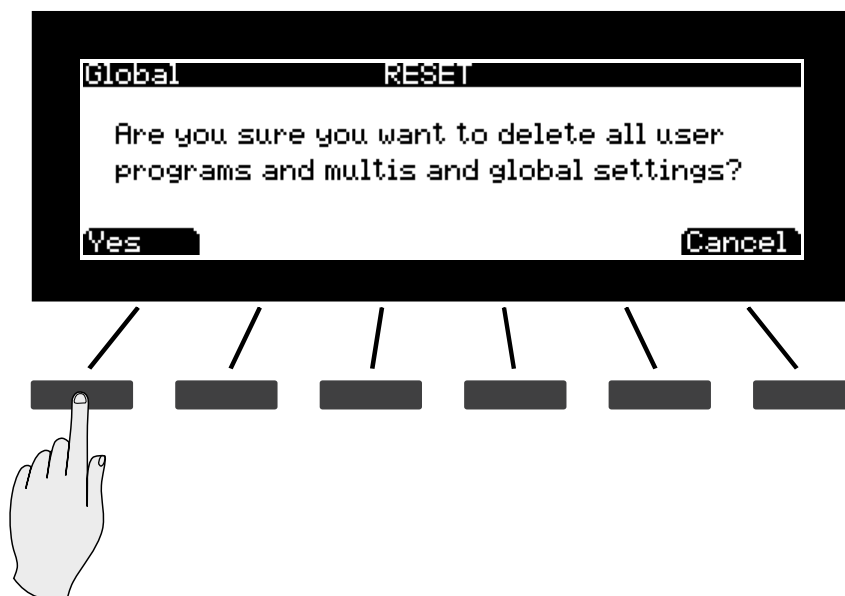 Global RESET
Are you sure you want to delete all user
programs and multis and global settings?
Yes Cancel